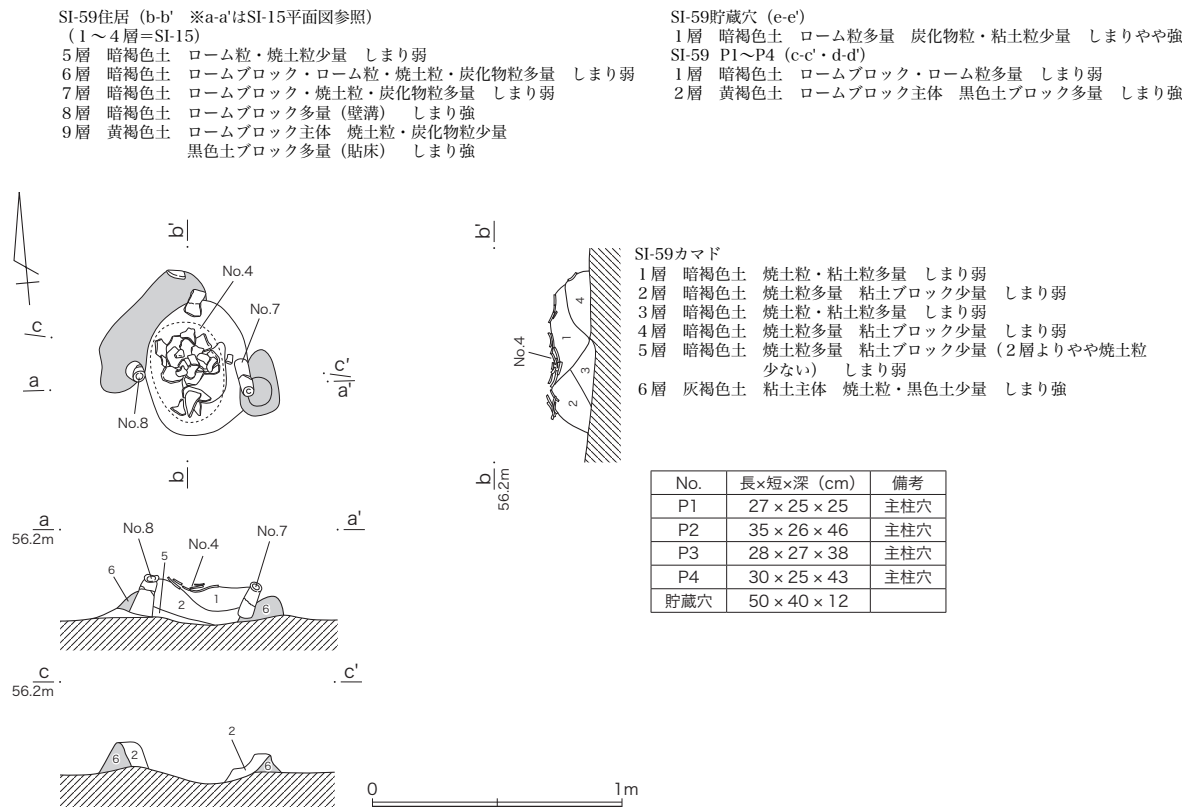 SI-59住居（b-b'　※a-a'はSI-15平面図参照）
（１～４層＝SI-15）
５層　暗褐色土　ローム粒・焼土粒少量　しまり弱
６層　暗褐色土　ロームブロック・ローム粒・焼土粒・炭化物粒多量　しまり弱
７層　暗褐色土　ロームブロック・焼土粒・炭化物粒多量　しまり弱
８層　暗褐色土　ロームブロック多量（壁溝）　しまり強
９層　黄褐色土　ロームブロック主体　焼土粒・炭化物粒少量
黒色土ブロック多量（貼床）　しまり強
SI-59貯蔵穴（e-e'）
１層　暗褐色土　ローム粒多量　炭化物粒・粘土粒少量　しまりやや強
SI-59 P1～P4（c-c'・d-d'）
１層　暗褐色土　ロームブロック・ローム粒多量　しまり弱
２層　黄褐色土　ロームブロック主体　黒色土ブロック多量　しまり強
b'
No.4
No.7
c
c'
a
a'
No.8
b
b'
4
1
No.4
3
2
b
56.2m
SI-59カマド
１層　暗褐色土　焼土粒・粘土粒多量　しまり弱
２層　暗褐色土　焼土粒多量　粘土ブロック少量　しまり弱
３層　暗褐色土　焼土粒・粘土粒多量　しまり弱
４層　暗褐色土　焼土粒多量　粘土ブロック少量　しまり弱
５層　暗褐色土　焼土粒多量　粘土ブロック少量（２層よりやや焼土粒
少ない）　しまり弱
６層　灰褐色土　粘土主体　焼土粒・黒色土少量　しまり強
No.　長×短×深（cm）　備考
P1　27 × 25 × 25　主柱穴
P2　35 × 26 × 46　主柱穴
P3　28 × 27 × 38　主柱穴
P4　30 × 25 × 43　主柱穴
貯蔵穴　50 × 40 × 12
a
56.2m
a'
No.8
No.4
No.7
5
6
2
1
6
c
56.2m
c'
6
2
2
6
0
1m